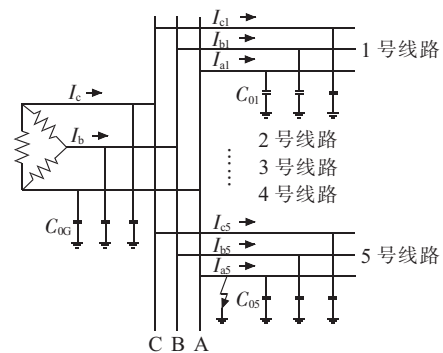 I_c1
I_b1
I_a1
1 号线路
C_01
I_c
I_b
2 号线路
3 号线路
4 号线路
C_0G
I_c5
I_b5
I_a5
5 号线路
C_05
C B A